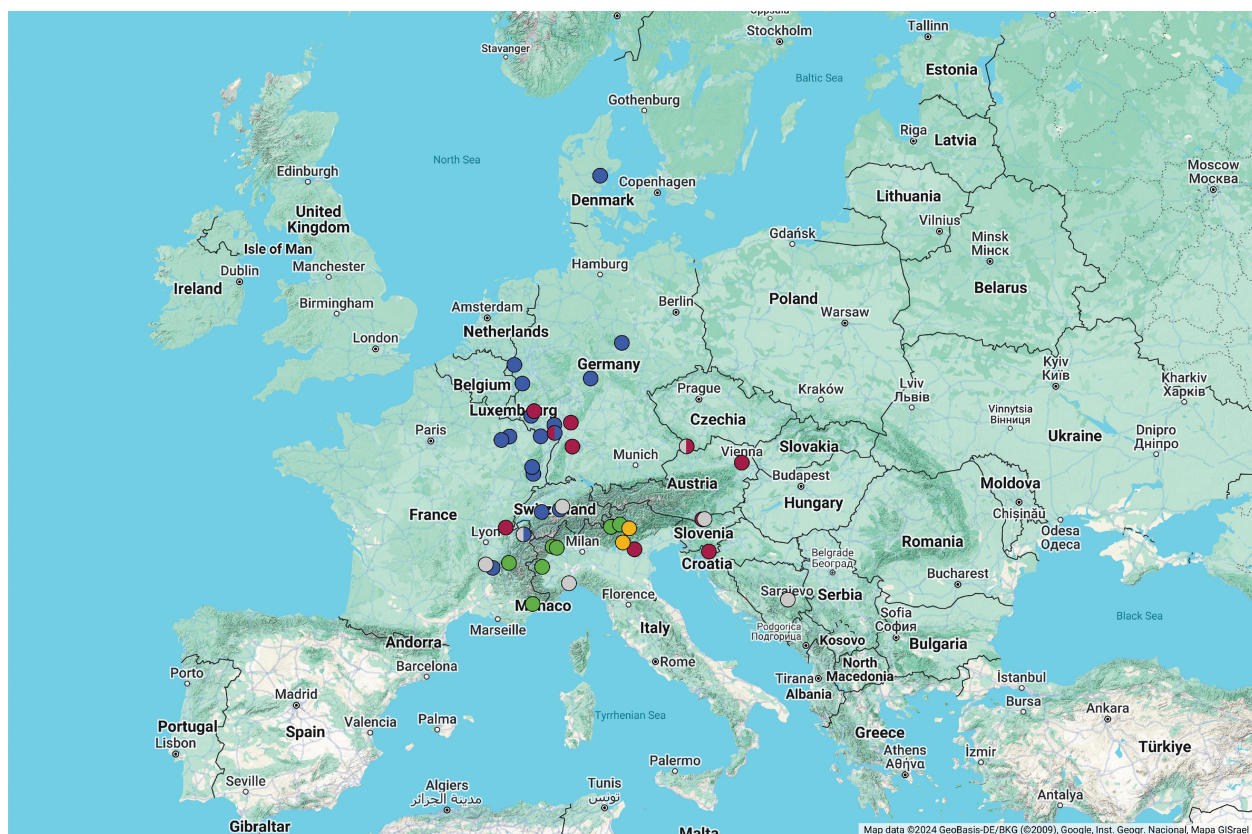 Uppsala
Stockholm
Tallinn
Stavanger
Estonia
Baltic Sea
Gothenburg
Riga
Latvia
North Sea
Moscow
Москва
Edinburgh
Copenhagen
Denmark
Lithuania
United
Kingdom
Vilnius
Gdańsk
Minsk
Мінск
Isle of Man
Hamburg
Manchester
Dublin
Ireland
Belarus
Berlin
Poland
Birmingham
Amsterdam
Warsaw
Netherlands
London
Germany
Kyiv
Київ
Belgium
Prague
Kraków
Lviv
Львів
Kharkiv
Харків
Luxembourg
Czechia
Vinnytsia
Вінниця
Paris
Ukraine
Dnipro
Дніпро
Slovakia
Munich
Vienna
Budapest
Austria
Moldova
Hungary
Chișinău
Switzerland
France
Odesa
Одеса
Lyon
Slovenia
Milan
Romania
Croatia
Belgrade
Београд
Bucharest
Sarajevo
Serbia
Florence
Monaco
Sofia
София
Black Sea
Marseille
Italy
Podgorica
Подгорица
Andorra
Kosovo
Bulgaria
North
Macedonia
Rome
Barcelona
Porto
Tirana
İstanbul
Albania
Madrid
Bursa
Ankara
Tyrrhenian Sea
Palma
Valencia
Portugal
Spain
Greece
Lisbon
Türkiye
Athens
Αθήνα
İzmir
Palermo
Seville
Algiers
مدينة الجزائر
Tunis
تونس
Antalya
Gibraltar
Malta
Map data ©2024 GeoBasis-DE/BKG (©2009), Google, Inst. Geogr. Nacional, Mapa GISrael